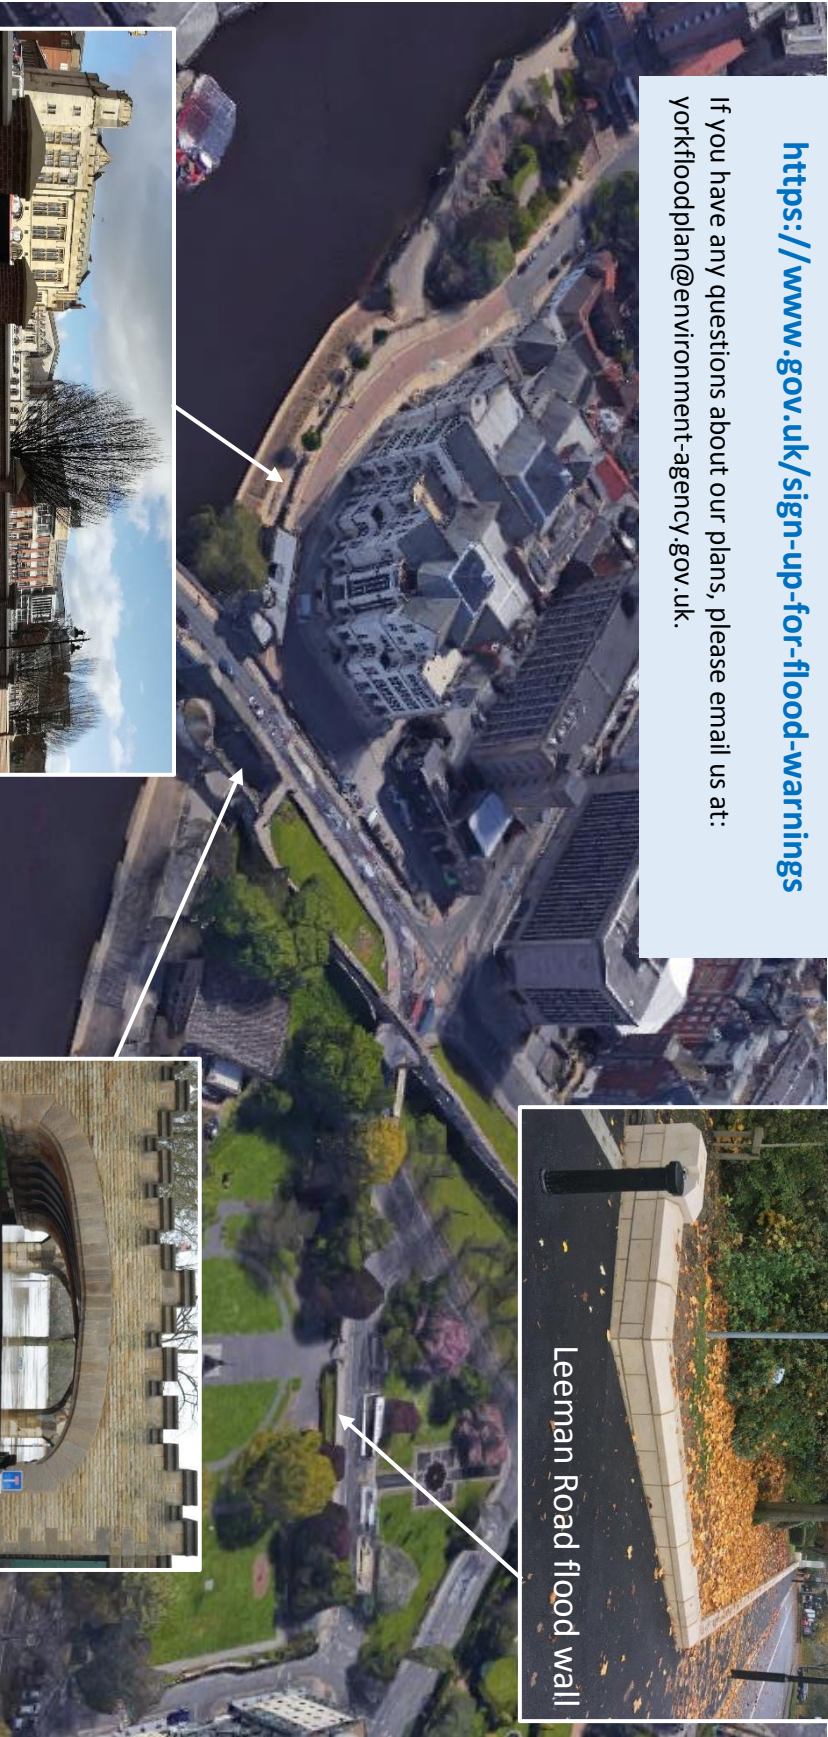 https://www.gov.uk/sign-up-for-flood-warnings
If you have any questions about our plans, please email us at:
yorkfloodplan@environment-agency.gov.uk.
Leeman Road flood wall